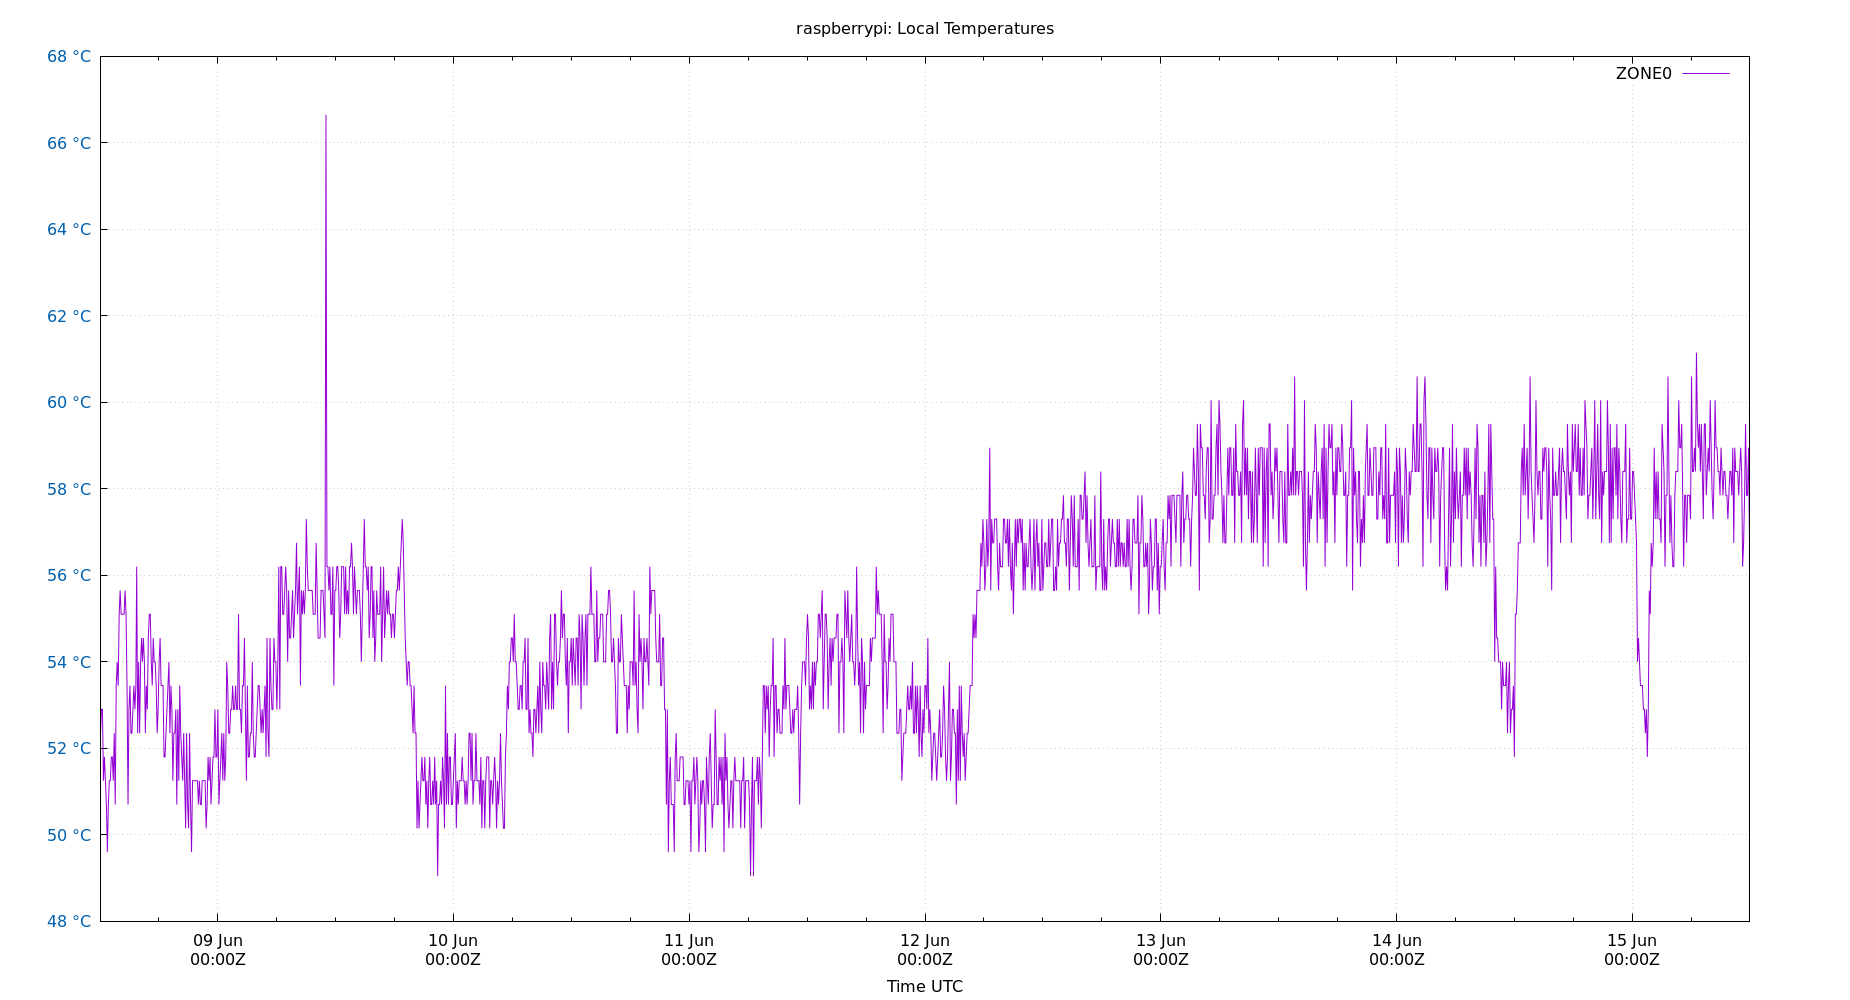 raspberrypi: Local Temperatures
68 °C
ZONE0
66 °C
64 °C
62 °C
60 °C
58 °C
56 °C
54 °C
52 °C
50 °C
48 °C
09 Jun 10 Jun 11 Jun 12 Jun 13 Jun 14 Jun 15 Jun
00:00Z 00:00Z 00:00Z 00:00Z 00:00Z 00:00Z 00:00Z
Time UTC